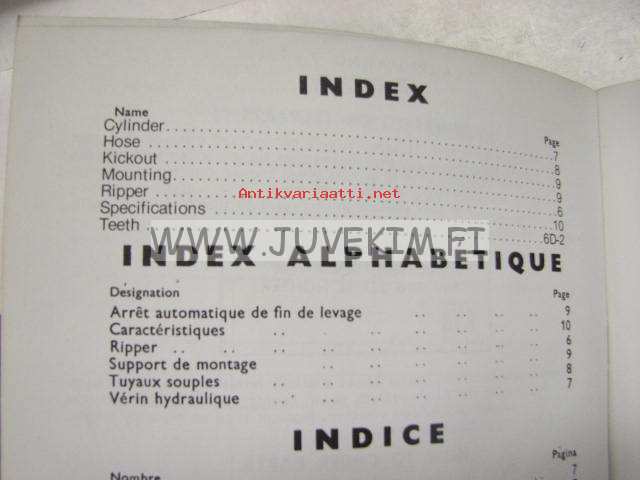 INDEX
Name
Page
Cylinder 7
Hose 8
Kickout 9
Mounting 9
Ripper 6
Specifications 10
Teeth 6D-2
Antikvariaatti.net
WWW.JUVEKIM.FI
INDEX ALPHABETIQUE
Désignation Page
Arrêt automatique de fin de levage 9
Caractéristiques 10
Ripper 6
Support de montage 9
Tuyaux souples 8
Vérin hydraulique 7
INDICE
Página
Nombre
7